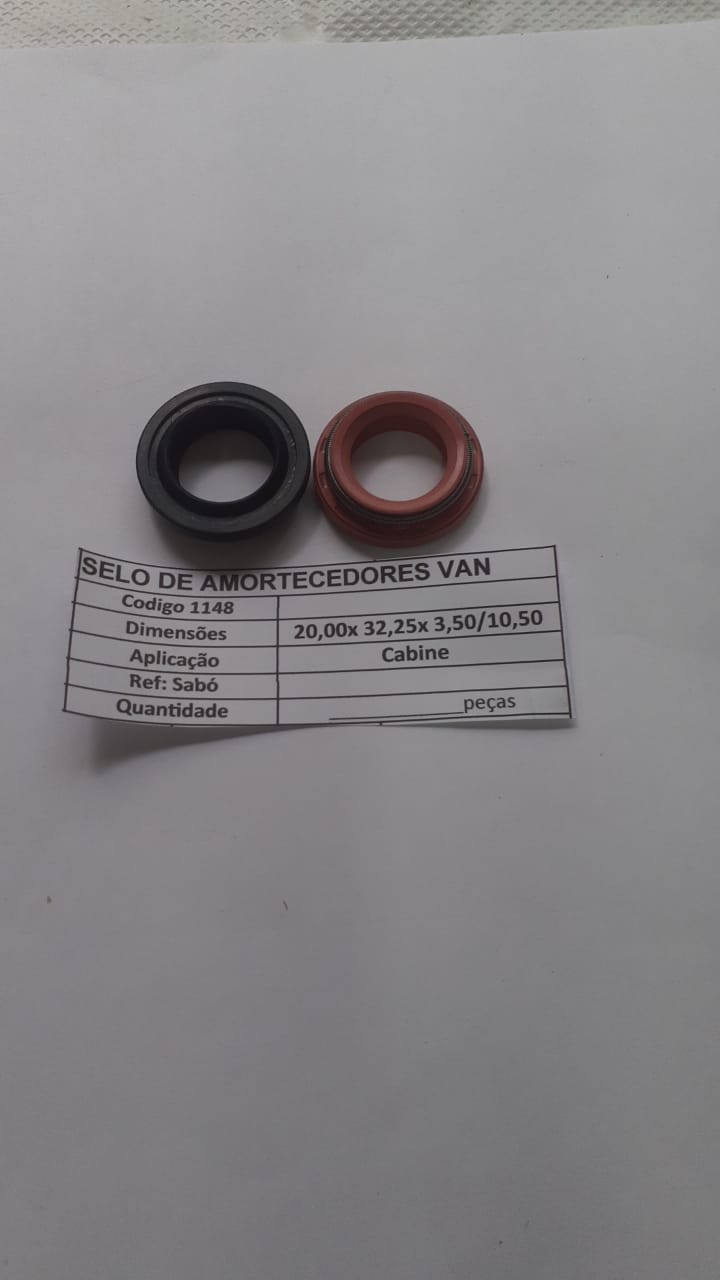 SELO DE AMORTECEDORES VAN
Codigo 1148
Dimensões 20,00x 32,25x 3,50/10,50
Aplicação Cabine
Ref: Sabó
Quantidade ____________peças